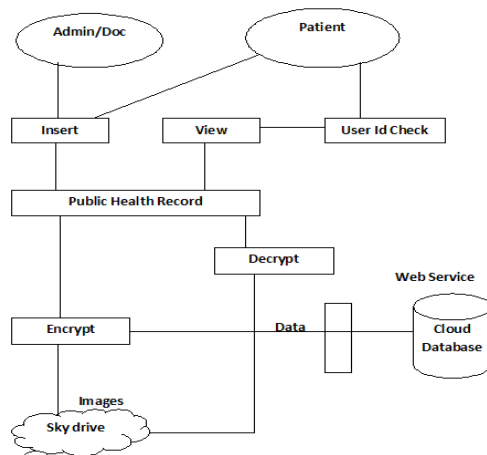 Admin/Doc
Patient
Insert
View
User Id Check
Public Health Record
Decrypt
Web Service
Encrypt
Data
Cloud
Database
Images
Sky drive